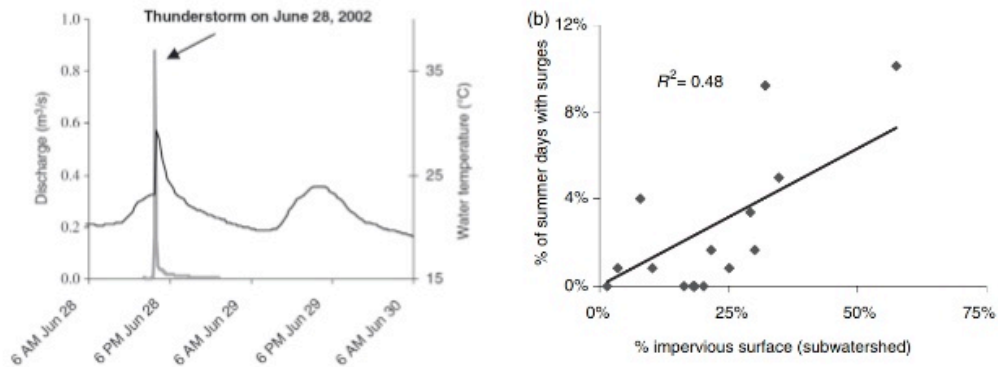 Thunderstorm on June 28, 2002
1.0
0.8
0.6
0.4
0.2
0.0
Discharge (m³/s)
35
25
15
Water temperature (°C)
6 AM Jun 28
6 PM Jun 28
6 AM Jun 29
6 PM Jun 29
6 AM Jun 30
(b)
12%
8%
4%
0%
% of summer days with surges
R² = 0.48
0%
25%
50%
75%
% impervious surface (subwatershed)